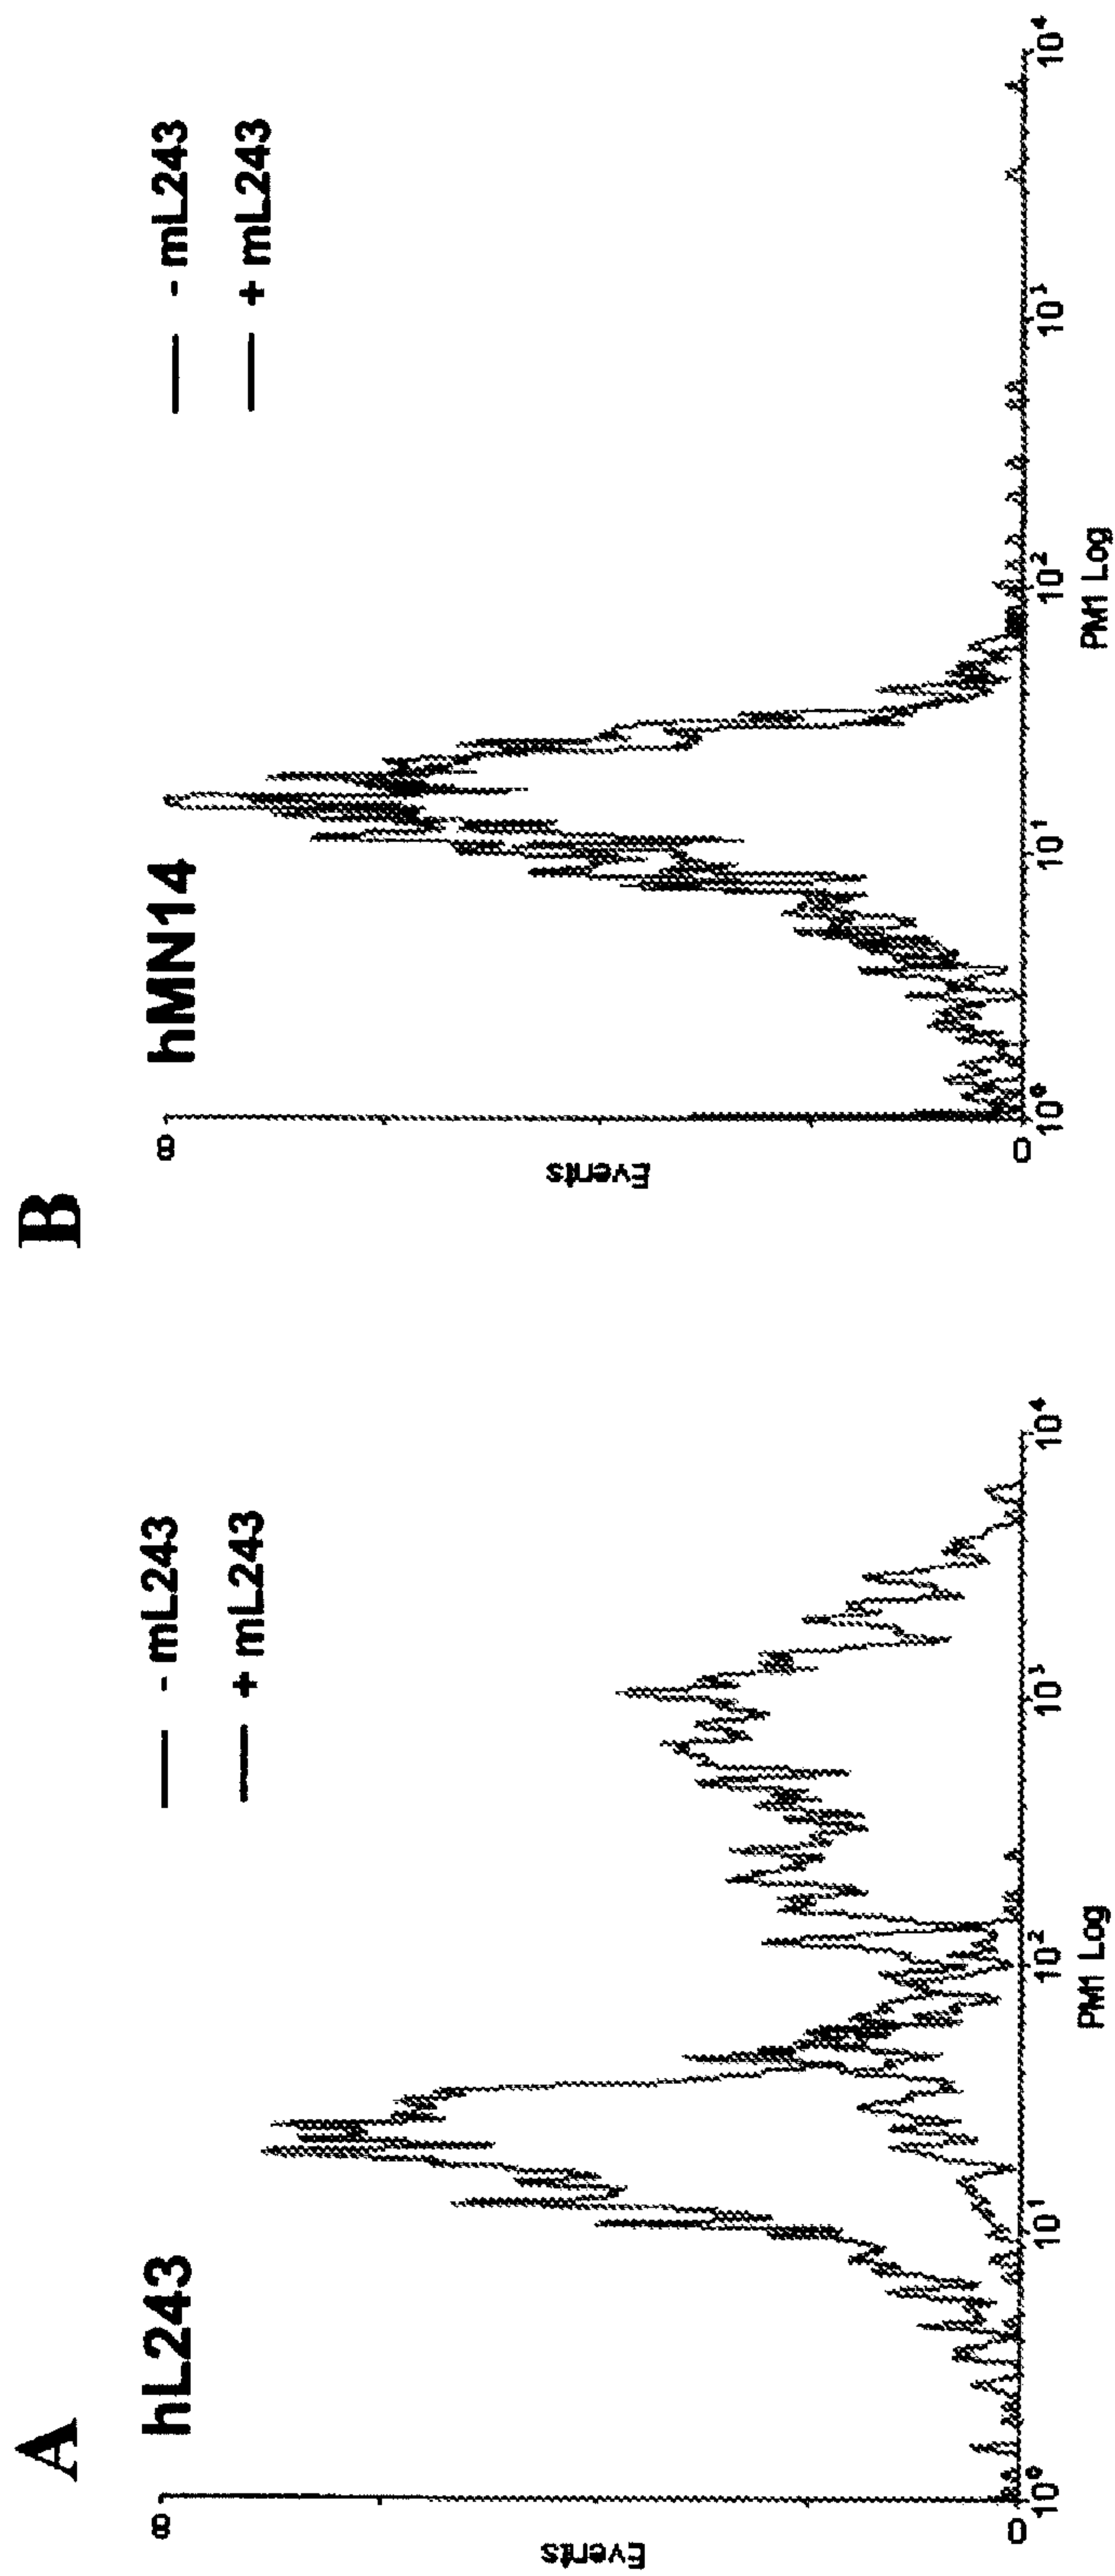 A
hL243
- mL243
+ mL243
8
Events
0
10⁰
10¹
10²
10³
10⁴
PM1 Log
B
hMN14
- mL243
+ mL243
8
Events
0
10⁰
10¹
10²
10³
10⁴
PM1 Log